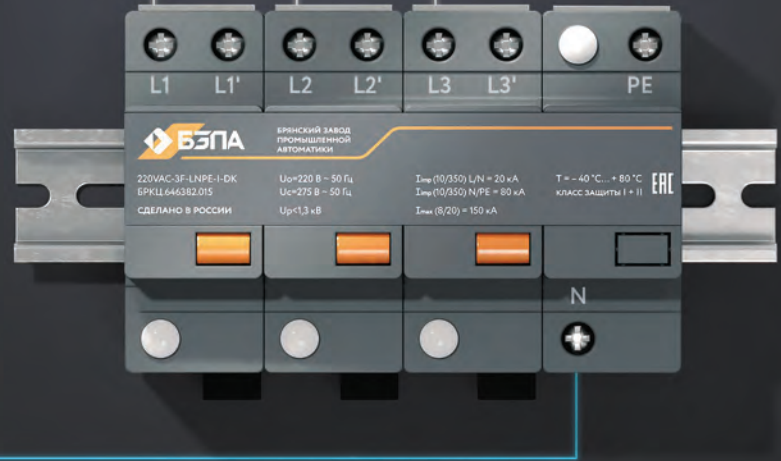 L1 L1' L2 L2' L3 L3' PE
БЭПА
БРЯНСКИЙ ЗАВОД
ПРОМЫШЛЕННОЙ
АВТОМАТИКИ
220VAC-3F-LNPE-I-DK
БРКЦ.646382.015
СДЕЛАНО В РОССИИ
Uo=220 В ~ 50 Гц
Uc=275 В ~ 50 Гц
Up<1,3 кВ
Iimp (10/350) L/N = 20 кА
Iimp (10/350) N/PE = 80 кА
Imax (8/20) = 150 кА
T = – 40 °C... + 80 °C
КЛАСС ЗАЩИТЫ I + II
EAC
N